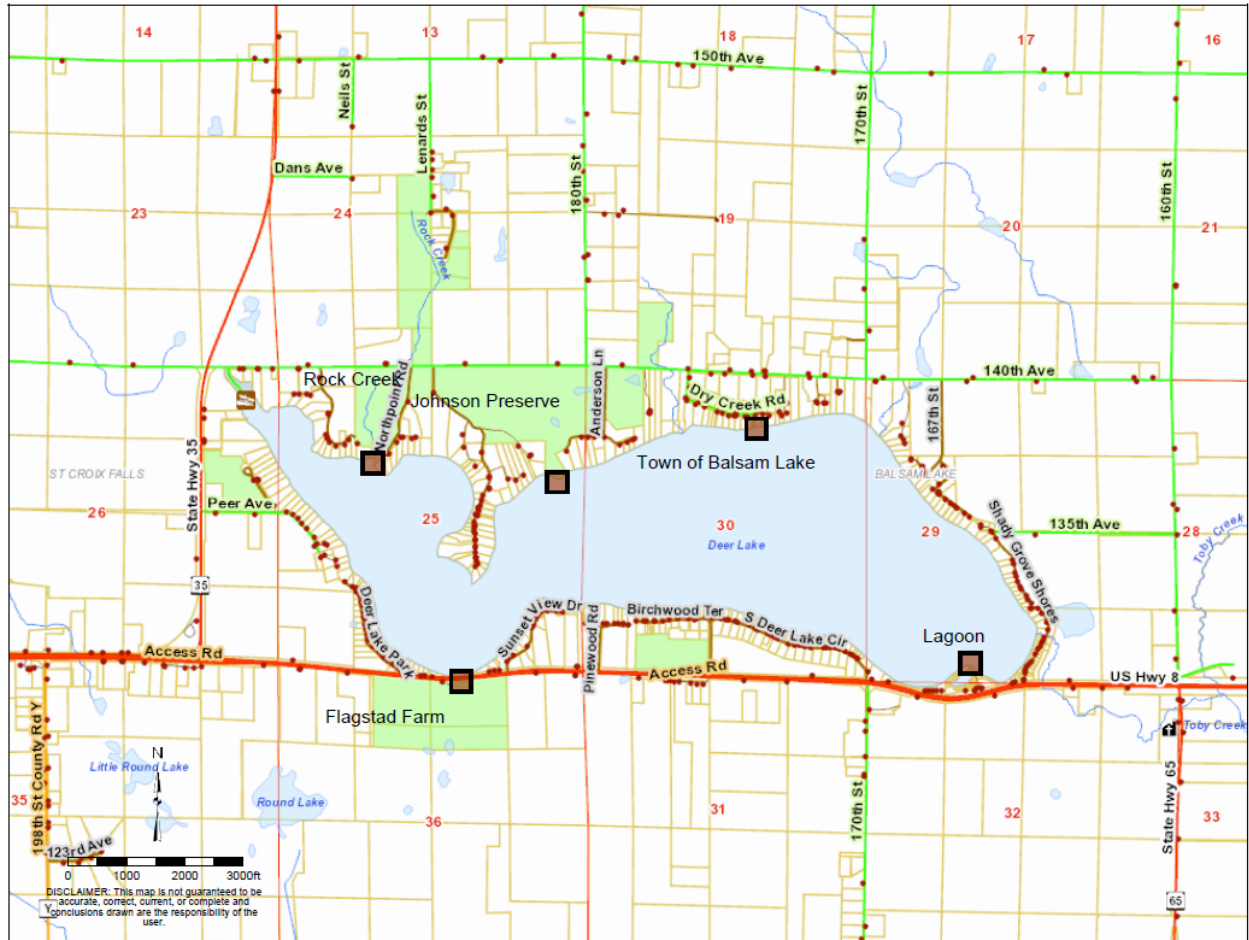 14
13
18
17
16
150th Ave
Neils St
Lenards St
170th St
Dans Ave
180th St
160th St
23
24
19
20
21
Rock Creek
140th Ave
Rock Creek
Northpoint Rd
Johnson Preserve
Anderson Ln
Dry Creek Rd
167th St
Town of Balsam Lake
ST CROIX FALLS
BALSAM LAKE
State Hwy 35
Peer Ave
26
25
30
29
28
Deer Lake
135th Ave
Shady Grove Shores
Toby Creek
35
Deer Lake Park
Sunset View Dr
Pinewood Rd
Birchwood Ter
S Deer Lake Cir
Lagoon
Access Rd
Access Rd
US Hwy 8
Flagstad Farm
Toby Creek
198th St County Rd Y
N
Little Round Lake
Round Lake
35
36
31
170th St
32
State Hwy 65
33
123rd Ave
0 1000 2000 3000ft
DISCLAIMER: This map is not guaranteed to be
accurate, correct, current, or complete and
conclusions drawn are the responsibility of the
user.
Y
65